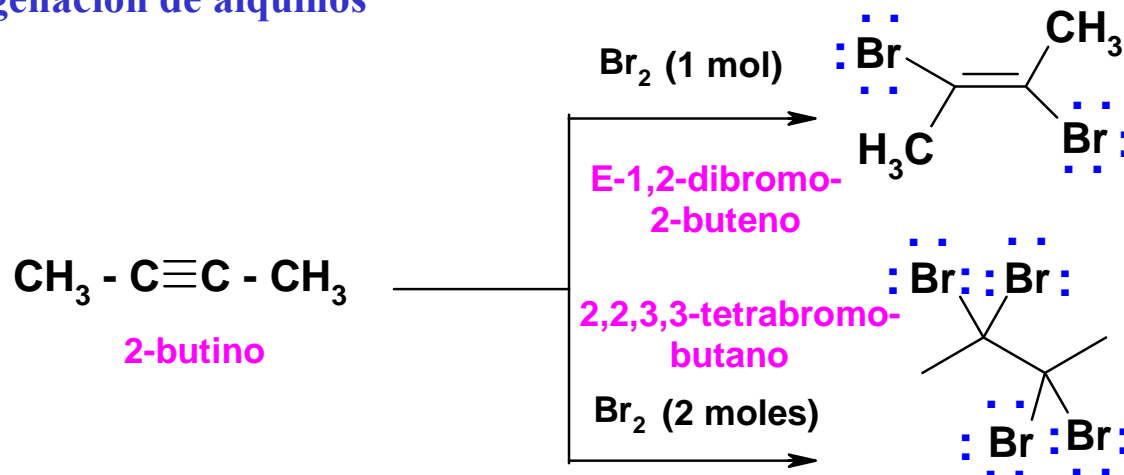 genación de alquinos
Br2 (1 mol)
E-1,2-dibromo-
2-buteno
:Br
CH3
H3C
Br:
CH3 - C≡C - CH3
2-butino
2,2,3,3-tetrabromo-
butano
Br2 (2 moles)
:Br: :Br:
:Br :Br: